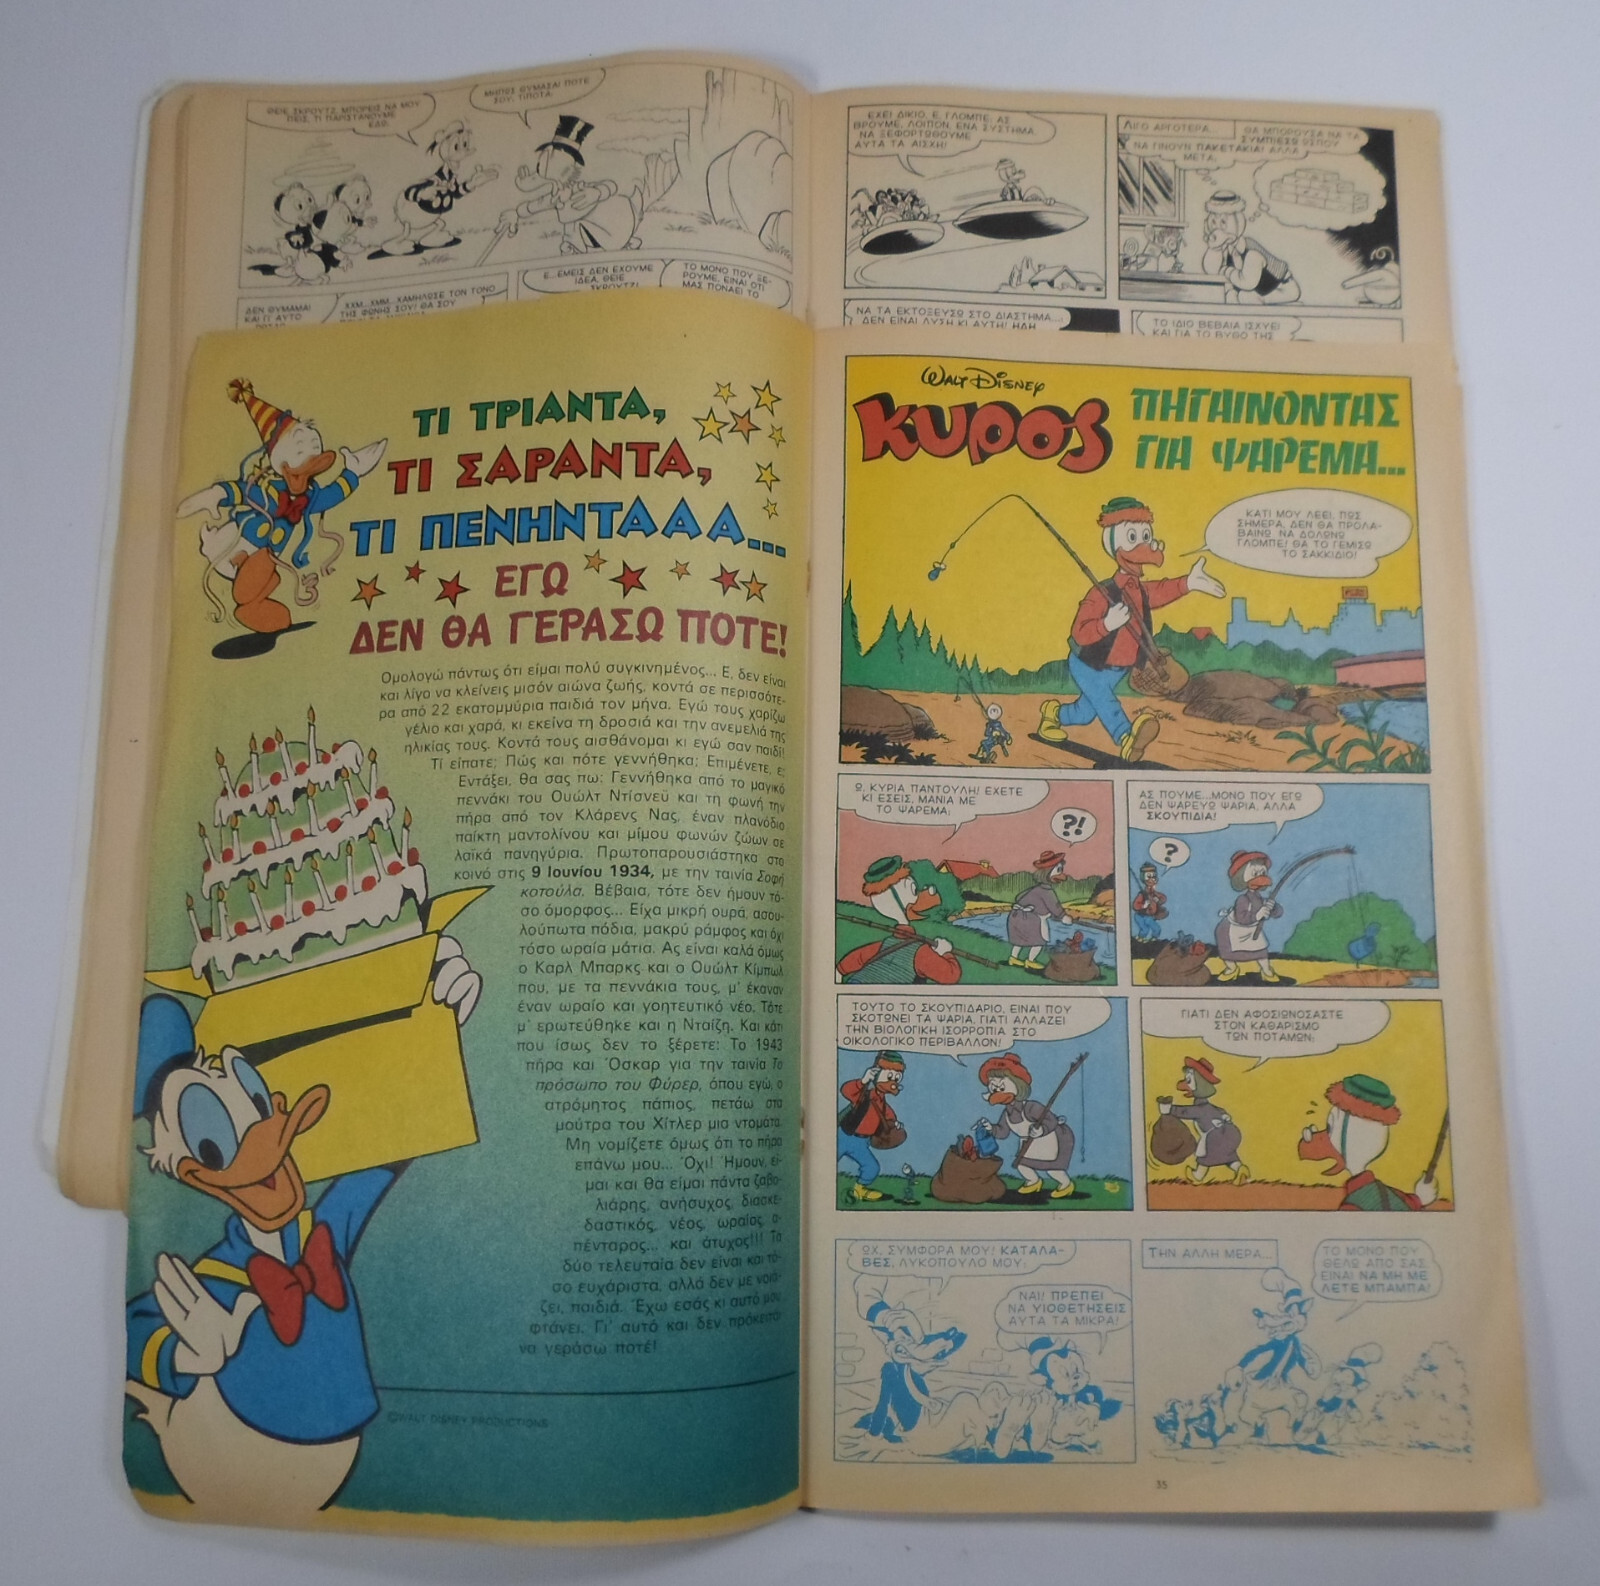 ΘΕΙΕ ΣΚΡΟΥΤΖ, ΜΠΟΡΕΙΣ ΝΑ ΜΟΥ
ΠΕΙΣ, ΤΙ ΠΑΡΙΣΤΑΝΟΥΜΕ
ΕΔΩ;
ΜΗΠΩΣ ΘΥΜΑΣΑΙ ΠΟΤΕ
ΣΟΥ, ΤΙΠΟΤΑ;
ΔΕΝ ΘΥΜΑΜΑΙ
ΚΑΙ ΓΙ' ΑΥΤΟ
ΧΧΜ...ΧΜΜ...ΧΑΜΗΛΩΣΕ ΤΟΝ ΤΟΝΟ
ΤΗΣ ΦΩΝΗΣ ΣΟΥ! ΘΑ ΣΟΥ
Ε...ΕΜΕΙΣ ΔΕΝ ΕΧΟΥΜΕ
ΙΔΕΑ, ΘΕΙΕ
ΣΚΡΟΥΤΖ!
ΤΟ ΜΟΝΟ ΠΟΥ ΞΕ-
ΡΟΥΜΕ, ΕΙΝΑΙ ΟΤΙ
ΜΑΣ ΠΟΝΑΕΙ ΤΟ
ΕΧΕΙ ΔΙΚΙΟ, Ε, ΓΛΟΜΠΕ; ΑΣ
ΒΡΟΥΜΕ, ΛΟΙΠΟΝ, ΕΝΑ ΣΥΣΤΗΜΑ,
ΝΑ ΞΕΦΟΡΤΩΘΟΥΜΕ
ΑΥΤΑ ΤΑ ΑΙΣΧΗ!
ΛΙΓΟ ΑΡΓΟΤΕΡΑ...
ΘΑ ΜΠΟΡΟΥΣΑ ΝΑ ΤΑ
ΣΥΜΠΙΕΣΩ ΩΣΠΟΥ
ΝΑ ΓΙΝΟΥΝ ΠΑΚΕΤΑΚΙΑ! ΑΛΛΑ
ΜΕΤΑ;
ΝΑ ΤΑ ΕΚΤΟΞΕΥΣΩ ΣΤΟ ΔΙΑΣΤΗΜΑ...
ΔΕΝ ΕΙΝΑΙ ΛΥΣΗ ΚΙ ΑΥΤΗ! ΗΔΗ
ΤΟ ΙΔΙΟ ΒΕΒΑΙΑ ΙΣΧΥΕΙ
ΚΑΙ ΓΙΑ ΤΟ ΒΥΘΟ ΤΗΣ
ΤΙ ΤΡΙΑΝΤΑ,
ΤΙ ΣΑΡΑΝΤΑ,
ΤΙ ΠΕΝΗΝΤΑΑΑ...
ΕΓΩ
ΔΕΝ ΘΑ ΓΕΡΑΣΩ ΠΟΤΕ!
Ομολογώ πάντως ότι είμαι πολύ συγκινημένος... Ε, δεν είναι
και λίγο να κλείνεις μισόν αιώνα ζωής, κοντά σε περισσότε-
ρα από 22 εκατομμύρια παιδιά τον μήνα. Εγώ τους χαρίζω
γέλιο και χαρά, κι εκείνα τη δροσιά και την ανεμελιά της
ηλικίας τους. Κοντά τους αισθάνομαι κι εγώ σαν παιδί!
Τί είπατε; Πώς και πότε γεννήθηκα; Επιμένετε, ε;
Εντάξει, θα σας πω: Γεννήθηκα από το μαγικό
πεννάκι του Ουώλτ Ντίσνεϋ και τη φωνή την
πήρα από τον Κλάρενς Νας, έναν πλανόδιο
παίκτη μαντολίνου και μίμου φωνών ζώων σε
λαϊκά πανηγύρια. Πρωτοπαρουσιάστηκα στο
κοινό στις 9 Ιουνίου 1934, με την ταινία Σοφή
κοτούλα. Βέβαια, τότε δεν ήμουν τό-
σο όμορφος... Είχα μικρή ουρά, ασου-
λούπωτα πόδια, μακρύ ράμφος και όχι
τόσο ωραία μάτια. Ας είναι καλά όμως
ο Καρλ Μπαρκς και ο Ουώλτ Κίμπωλ
που, με τα πεννάκια τους, μ' έκαναν
έναν ωραίο και γοητευτικό νέο. Τότε
μ' ερωτεύθηκε και η Νταίζη. Και κάτι
που ίσως δεν το ξέρετε: Το 1943
πήρα και Όσκαρ για την ταινία Το
πρόσωπο του Φύρερ, όπου εγώ, ο
ατρόμητος πάπιος, πετάω στα
μούτρα του Χίτλερ μια ντομάτα.
Μη νομίζετε όμως ότι το πήρα
επάνω μου... Όχι! Ήμουν, εί-
μαι και θα είμαι πάντα ζαβο-
λιάρης, ανήσυχος, διασκε-
δαστικός, νέος, ωραίος, α-
πένταρος... και άτυχος!!! Τα
δύο τελευταία δεν είναι και τό-
σο ευχάριστα, αλλά δεν με νοιά-
ζει, παιδιά. Έχω εσάς κι αυτό μου
φτάνει. Γι' αυτό και δεν πρόκειται
να γεράσω ποτέ!
©WALT DISNEY PRODUCTIONS
WALT DISNEY
ΚΥΡΟΣ
ΠΗΓΑΙΝΟΝΤΑΣ
ΓΙΑ ΨΑΡΕΜΑ...
ΚΑΤΙ ΜΟΥ ΛΕΕΙ, ΠΩΣ
ΣΗΜΕΡΑ, ΔΕΝ ΘΑ ΠΡΟΛΑ-
ΒΑΙΝΩ, ΝΑ ΔΟΛΩΝΩ
ΓΛΟΜΠΕ! ΘΑ ΤΟ ΓΕΜΙΣΩ
ΤΟ ΣΑΚΚΙΔΙΟ!
Ω, ΚΥΡΙΑ ΠΑΝΤΟΥΛΗ! ΕΧΕΤΕ
ΚΙ ΕΣΕΙΣ, ΜΑΝΙΑ ΜΕ
ΤΟ ΨΑΡΕΜΑ;
?!
ΑΣ ΠΟΥΜΕ...ΜΟΝΟ ΠΟΥ ΕΓΩ
ΔΕΝ ΨΑΡΕΥΩ ΨΑΡΙΑ, ΑΛΛΑ
ΣΚΟΥΠΙΔΙΑ!
?
ΤΟΥΤΟ ΤΟ ΣΚΟΥΠΙΔΑΡΙΟ, ΕΙΝΑΙ ΠΟΥ
ΣΚΟΤΩΝΕΙ ΤΑ ΨΑΡΙΑ, ΓΙΑΤΙ ΑΛΛΑΖΕΙ
ΤΗΝ ΒΙΟΛΟΓΙΚΗ ΙΣΟΡΡΟΠΙΑ ΣΤΟ
ΟΙΚΟΛΟΓΙΚΟ ΠΕΡΙΒΑΛΛΟΝ!
ΓΙΑΤΙ ΔΕΝ ΑΦΟΣΙΩΝΟΣΑΣΤΕ
ΣΤΟΝ ΚΑΘΑΡΙΣΜΟ
ΤΩΝ ΠΟΤΑΜΩΝ;
ΩΧ, ΣΥΜΦΟΡΑ ΜΟΥ! ΚΑΤΑΛΑ-
ΒΕΣ, ΛΥΚΟΠΟΥΛΟ ΜΟΥ;
ΝΑΙ! ΠΡΕΠΕΙ
ΝΑ ΥΙΟΘΕΤΗΣΕΙΣ
ΑΥΤΑ ΤΑ ΜΙΚΡΑ!
ΤΗΝ ΑΛΛΗ ΜΕΡΑ...
ΤΟ ΜΟΝΟ ΠΟΥ
ΘΕΛΩ ΑΠΟ ΣΑΣ,
ΕΙΝΑΙ ΝΑ ΜΗ ΜΕ
ΛΕΤΕ ΜΠΑΜΠΑ!
35